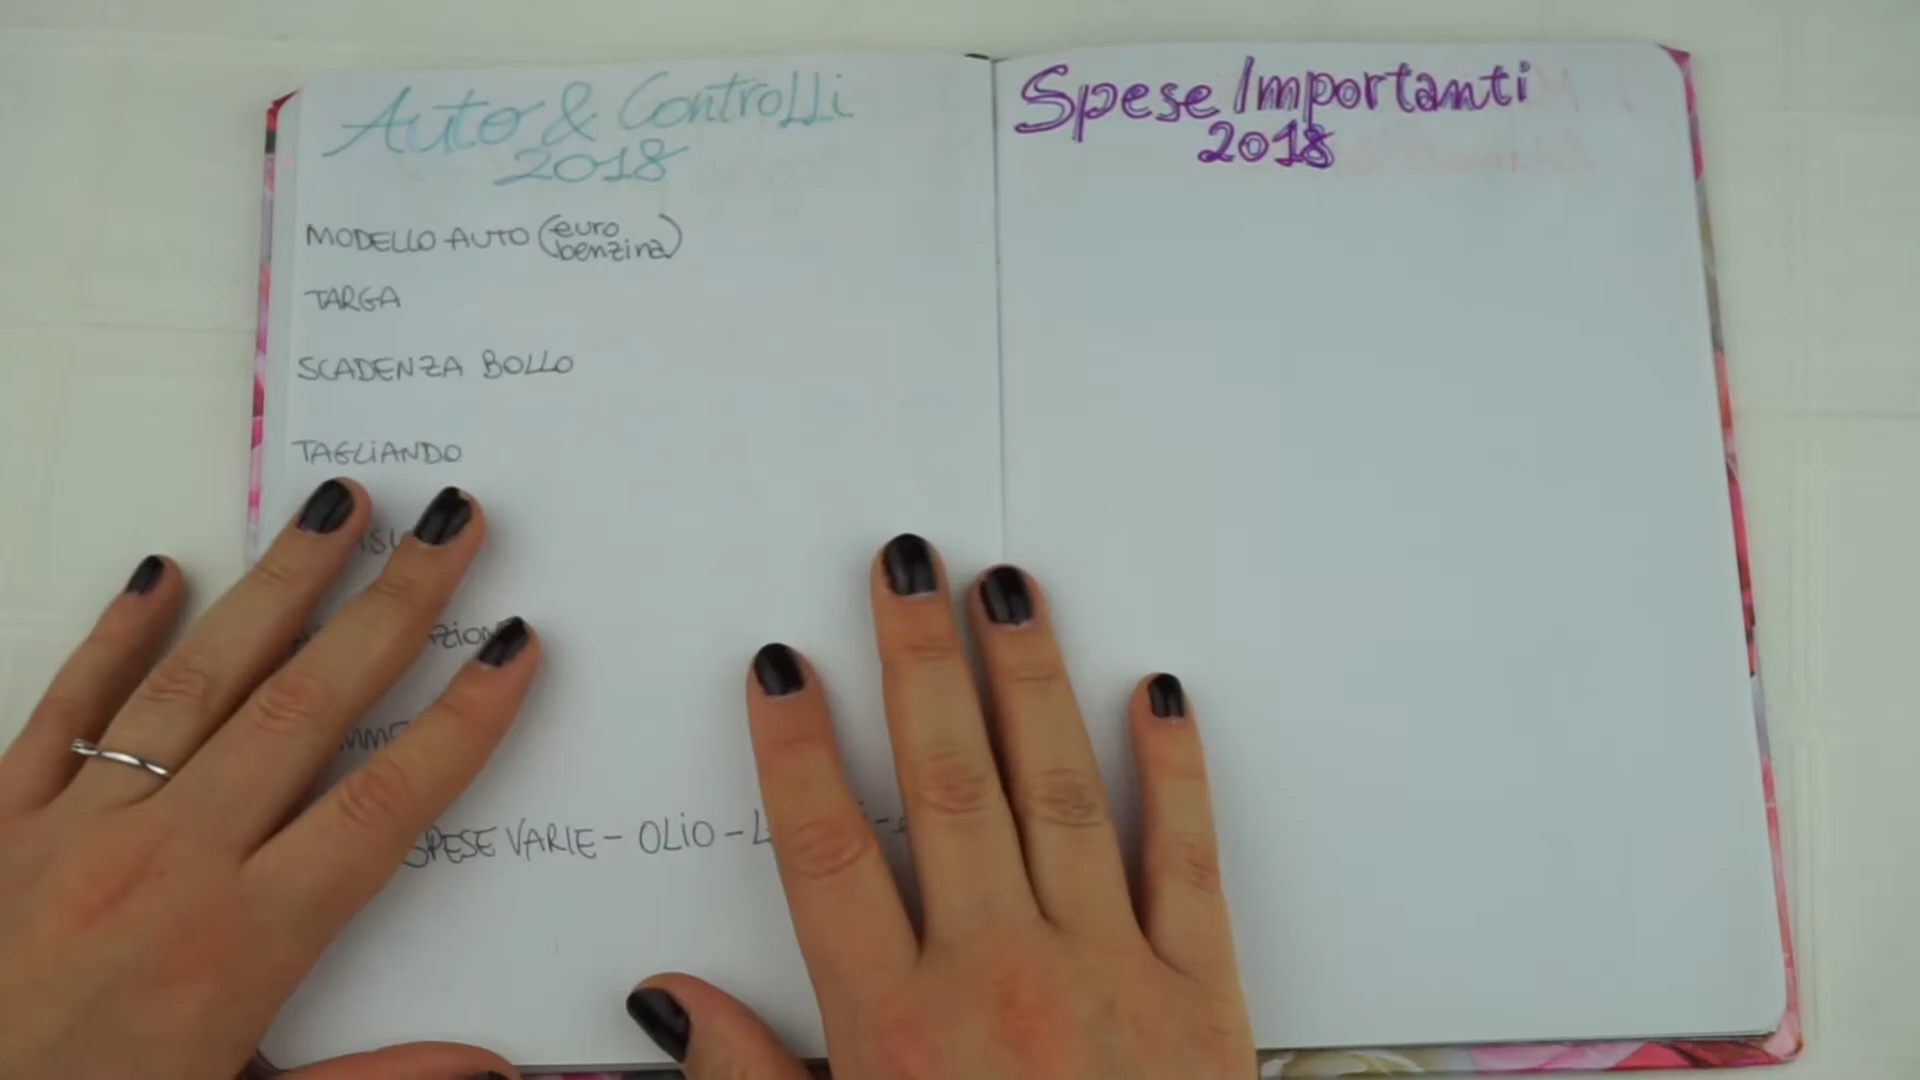 Auto & Controlli
2018
MODELLO AUTO (euro
benzina)
TARGA
SCADENZA BOLLO
TAGLIANDO
SPESE VARIE - OLIO -
Spese Importanti
2018